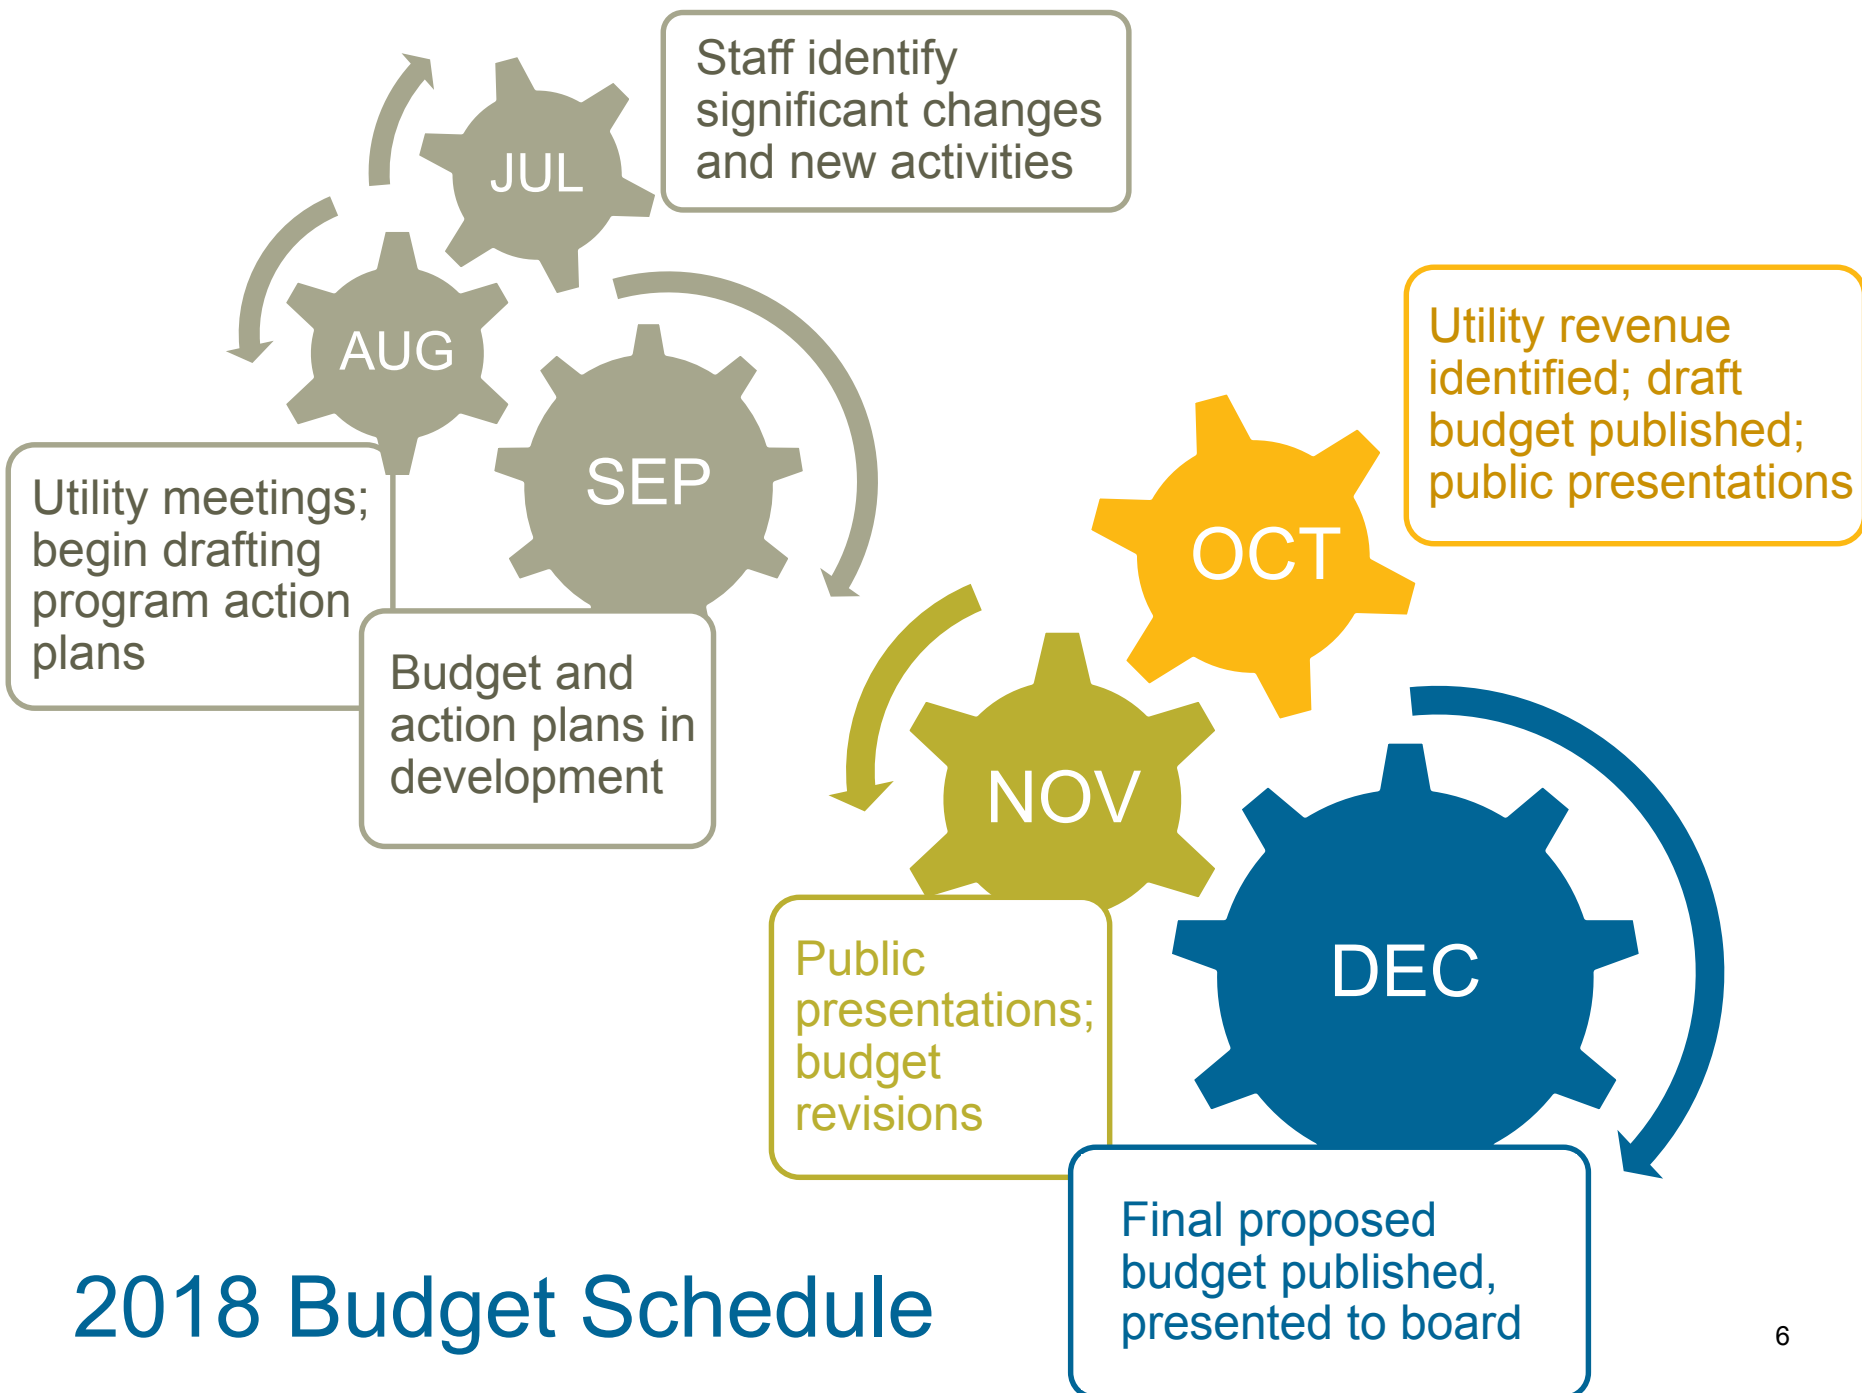 JUL
Staff identify
significant changes
and new activities
AUG
Utility meetings;
begin drafting
program action
plans
SEP
Budget and
action plans in
development
OCT
Utility revenue
identified; draft
budget published;
public presentations
NOV
Public
presentations;
budget
revisions
DEC
Final proposed
budget published,
presented to board
2018 Budget Schedule
6